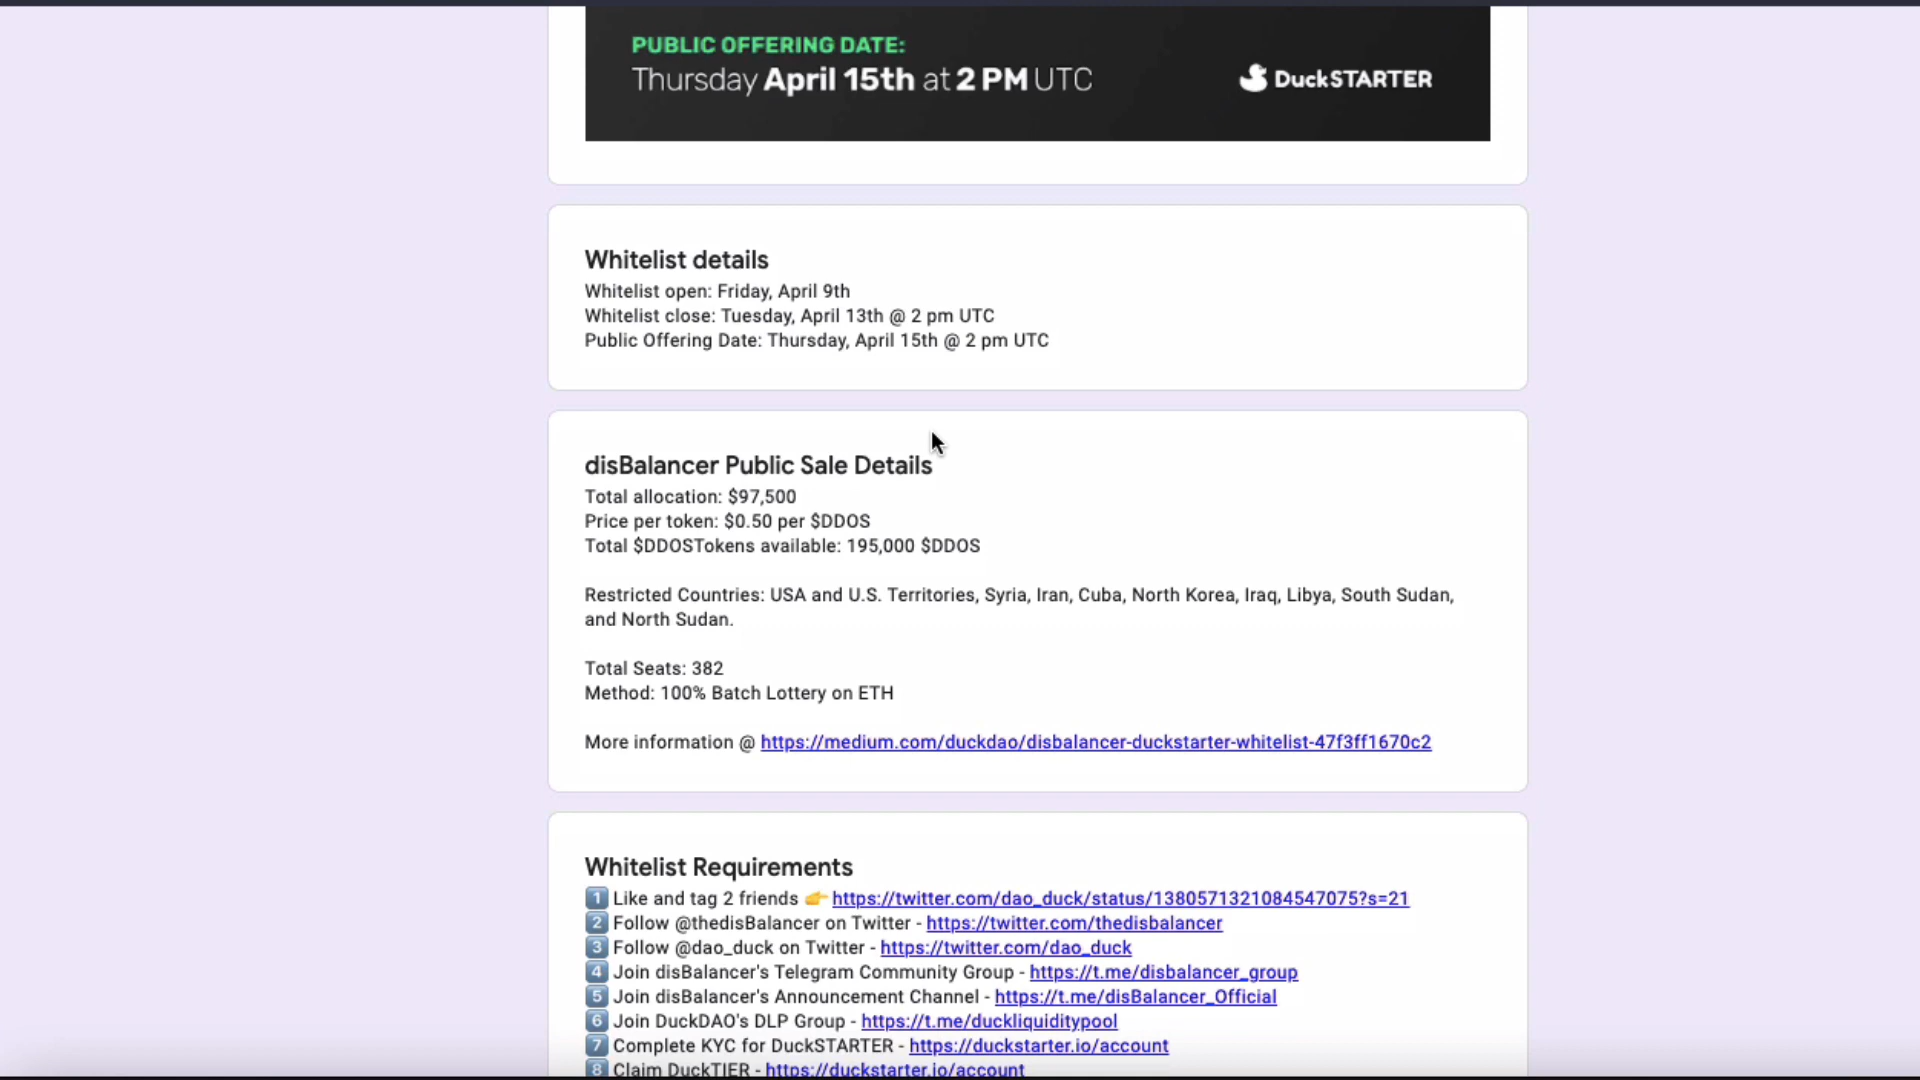 PUBLIC OFFERING DATE:
Thursday April 15th at 2 PM UTC
DuckSTARTER
Whitelist details
Whitelist open: Friday, April 9th
Whitelist close: Tuesday, April 13th @ 2 pm UTC
Public Offering Date: Thursday, April 15th @ 2 pm UTC
disBalancer Public Sale Details
Total allocation: $97,500
Price per token: $0.50 per $DDOS
Total $DDOSTokens available: 195,000 $DDOS
Restricted Countries: USA and U.S. Territories, Syria, Iran, Cuba, North Korea, Iraq, Libya, South Sudan,
and North Sudan.
Total Seats: 382
Method: 100% Batch Lottery on ETH
More information @ https://medium.com/duckdao/disbalancer-duckstarter-whitelist-47f3ff1670c2
Whitelist Requirements
1️⃣ Like and tag 2 friends 👉 https://twitter.com/dao_duck/status/1380571321084547075?s=21
2️⃣ Follow @thedisBalancer on Twitter - https://twitter.com/thedisbalancer
3️⃣ Follow @dao_duck on Twitter - https://twitter.com/dao_duck
4️⃣ Join disBalancer's Telegram Community Group - https://t.me/disbalancer_group
5️⃣ Join disBalancer's Announcement Channel - https://t.me/disBalancer_Official
6️⃣ Join DuckDAO's DLP Group - https://t.me/duckliquiditypool
7️⃣ Complete KYC for DuckSTARTER - https://duckstarter.io/account
8️⃣ Claim DuckTIER - https://duckstarter.io/account